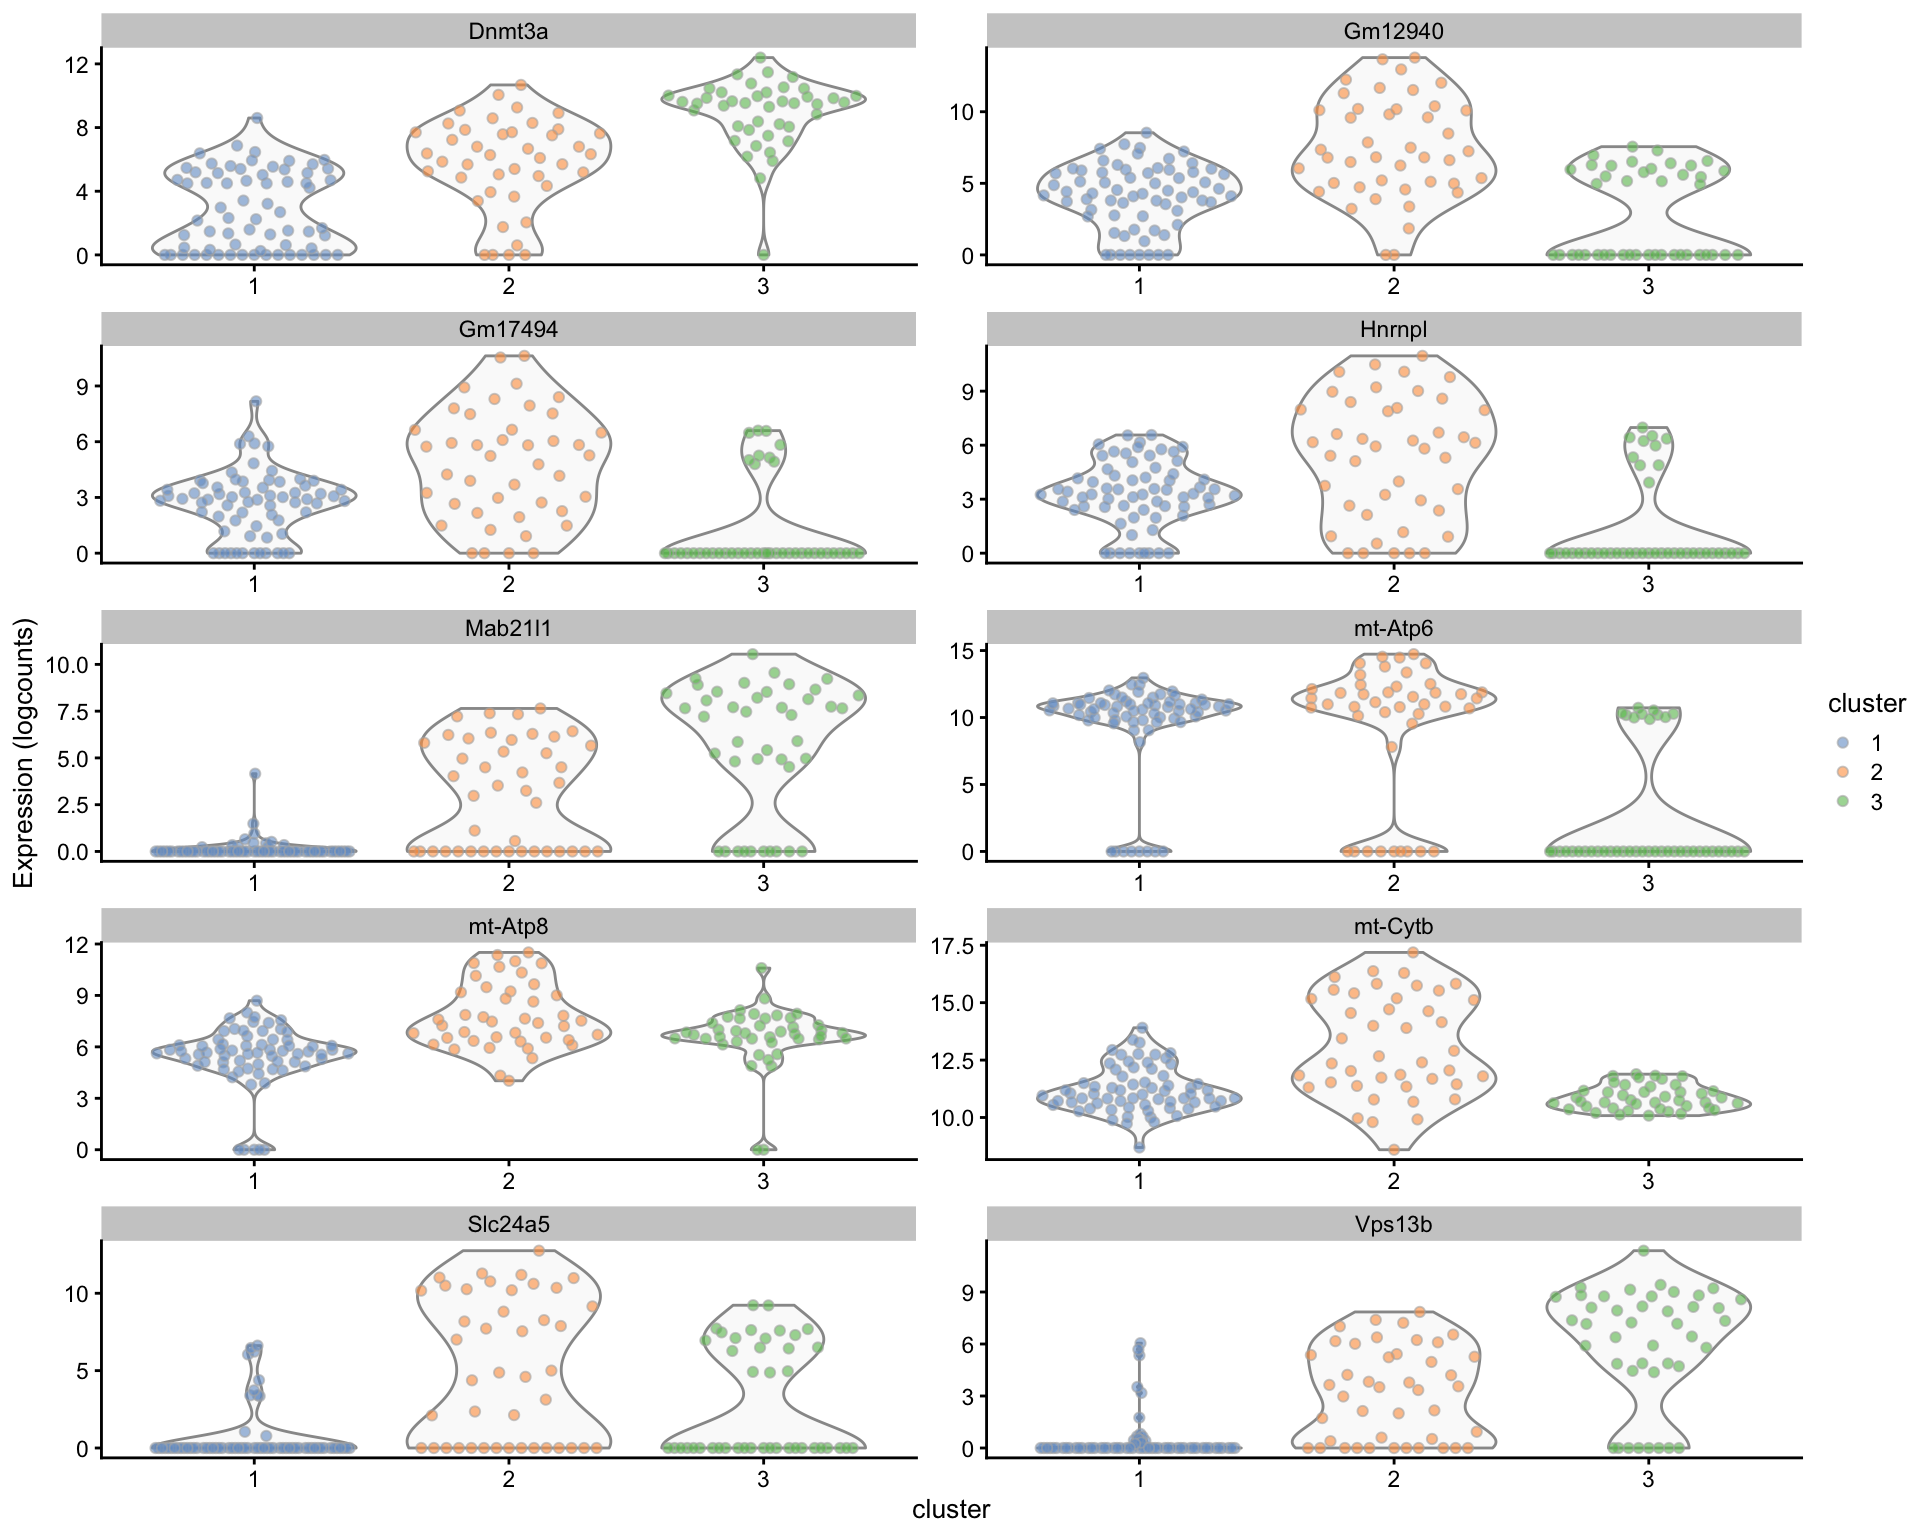 Dnmt3a
Gm12940
12
8
4
0
10
5
0
1 2 3
1 2 3
Gm17494
Hnrnpl
9
6
3
0
9
6
3
0
1 2 3
1 2 3
Mab21l1
mt-Atp6
10.0
7.5
5.0
2.5
0.0
15
10
5
0
1 2 3
1 2 3
mt-Atp8
mt-Cytb
12
9
6
3
0
17.5
15.0
12.5
10.0
1 2 3
1 2 3
Slc24a5
Vps13b
10
5
0
9
6
3
0
1 2 3
1 2 3
Expression (logcounts)
cluster
cluster
1
2
3